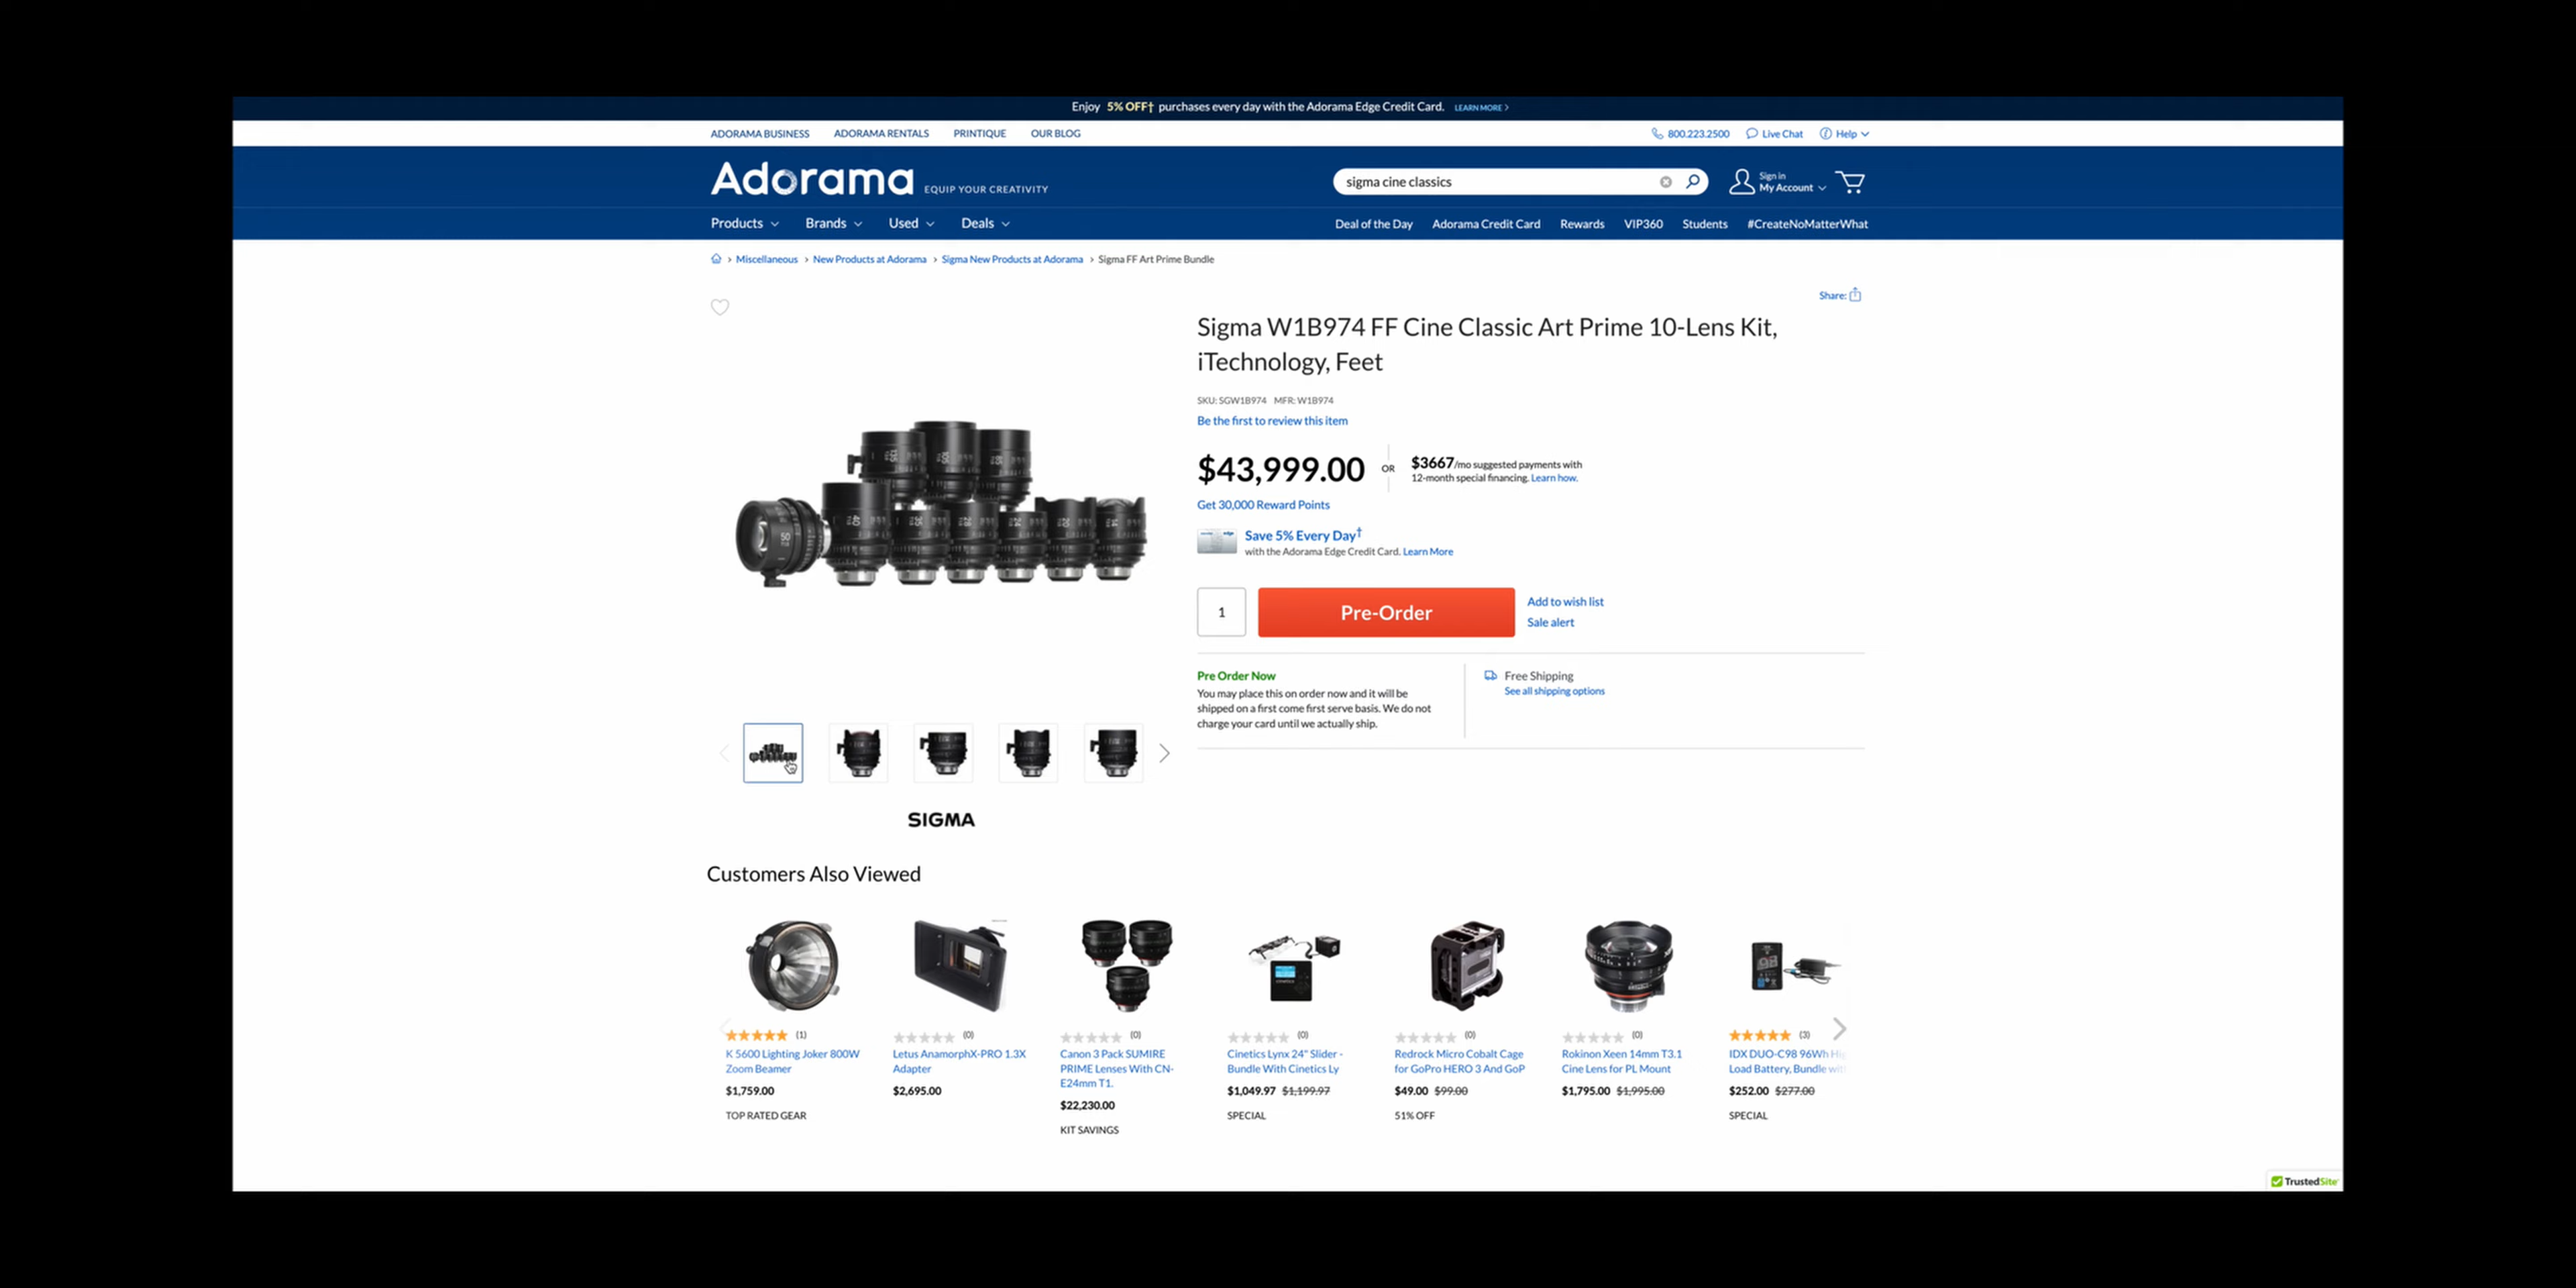 Enjoy 5% OFF† purchases every day with the Adorama Edge Credit Card. LEARN MORE >
ADORAMA BUSINESS ADORAMA RENTALS PRINTIQUE OUR BLOG
800.223.2500 Live Chat Help
Adorama EQUIP YOUR CREATIVITY
sigma cine classics
Sign in
My Account
Products Brands Used Deals
Deal of the Day Adorama Credit Card Rewards VIP360 Students #CreateNoMatterWhat
> Miscellaneous > New Products at Adorama > Sigma New Products at Adorama > Sigma FF Art Prime Bundle
Share:
Sigma W1B974 FF Cine Classic Art Prime 10-Lens Kit,
iTechnology, Feet
SKU: SGW1B974 MFR: W1B974
Be the first to review this item
$43,999.00 OR $3667/mo suggested payments with
12-month special financing. Learn how.
Get 30,000 Reward Points
Save 5% Every Day†
with the Adorama Edge Credit Card. Learn More
1
Pre-Order
Add to wish list
Sale alert
Pre Order Now
You may place this on order now and it will be
shipped on a first come first serve basis. We do not
charge your card until we actually ship.
Free Shipping
See all shipping options
SIGMA
Customers Also Viewed
(1)
K 5600 Lighting Joker 800W
Zoom Beamer
$1,759.00
TOP RATED GEAR
(0)
Letus AnamorphX-PRO 1.3X
Adapter
$2,695.00
(0)
Canon 3 Pack SUMIRE
PRIME Lenses With CN-
E24mm T1.
$22,230.00
KIT SAVINGS
(0)
Cinetics Lynx 24" Slider -
Bundle With Cinetics Ly
$1,049.97 $1,199.97
SPECIAL
(0)
Redrock Micro Cobalt Cage
for GoPro HERO 3 And GoP
$49.00 $99.00
51% OFF
(0)
Rokinon Xeen 14mm T3.1
Cine Lens for PL Mount
$1,795.00 $1,995.00
(3)
IDX DUO-C98 96Wh Hi
Load Battery, Bundle wit
$252.00 $277.00
SPECIAL
TrustedSite